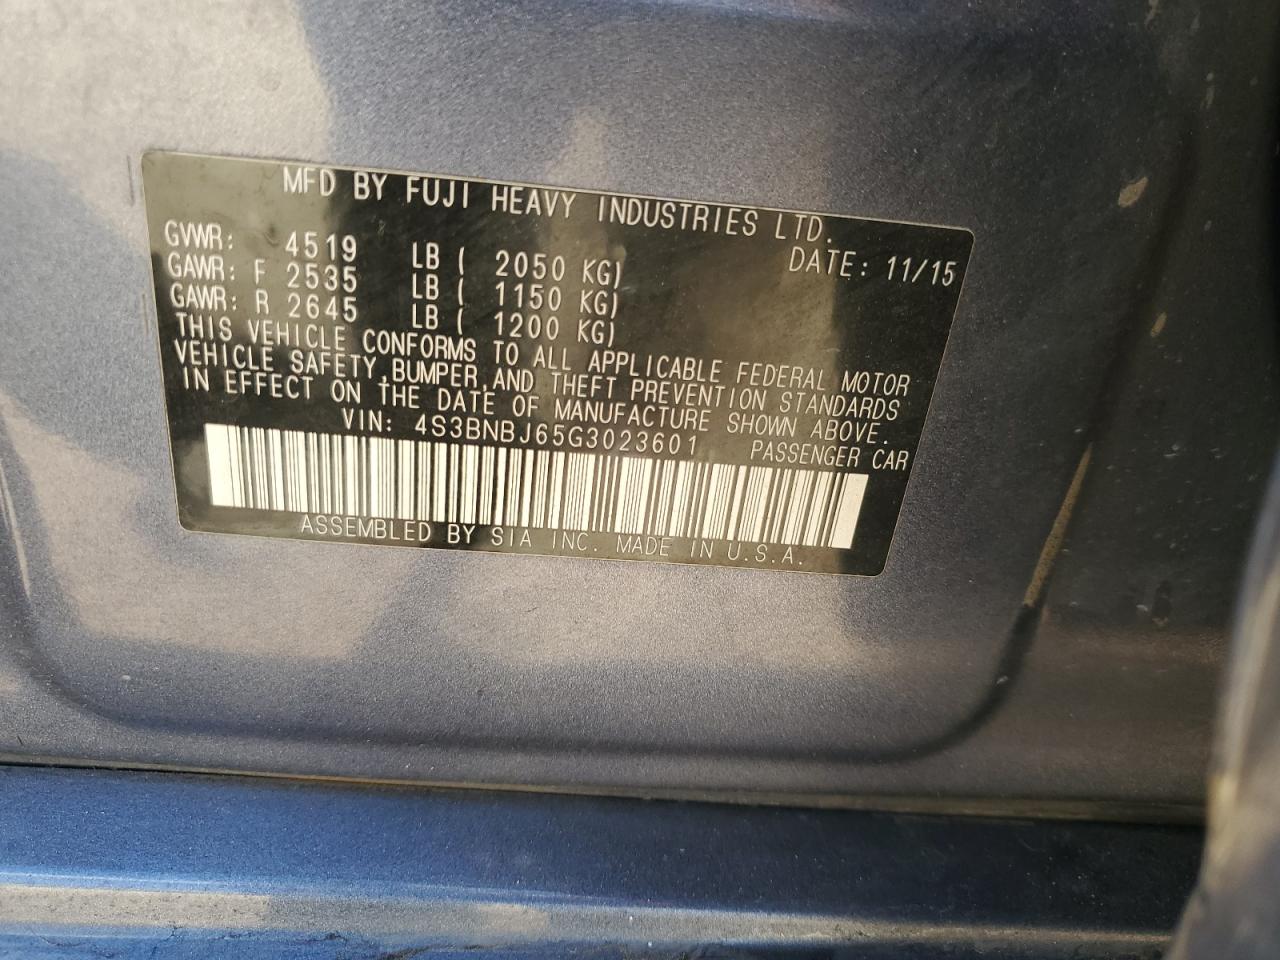 MFD BY FUJI HEAVY INDUSTRIES LTD.
GVWR: 4519 LB ( 2050 KG) DATE: 11/15
GAWR: F 2535 LB ( 1150 KG)
GAWR: R 2645 LB ( 1200 KG)
THIS VEHICLE CONFORMS TO ALL APPLICABLE FEDERAL MOTOR
VEHICLE SAFETY,BUMPER,AND THEFT PREVENTION STANDARDS
IN EFFECT ON THE DATE OF MANUFACTURE SHOWN ABOVE.
VIN: 4S3BNBJ65G3023601 PASSENGER CAR
ASSEMBLED BY SIA INC. MADE IN U.S.A.